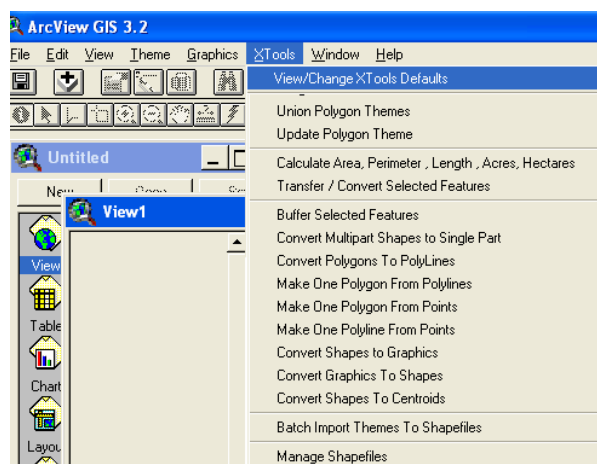 ArcView GIS 3.2
File Edit View Theme Graphics XTools Window Help
View/Change XTools Defaults
Union Polygon Themes
Update Polygon Theme
Calculate Area, Perimeter , Length , Acres, Hectares
Transfer / Convert Selected Features
Buffer Selected Features
Convert Multipart Shapes to Single Part
Convert Polygons To PolyLines
Make One Polygon From Polylines
Make One Polygon From Points
Make One Polyline From Points
Convert Shapes to Graphics
Convert Graphics To Shapes
Convert Shapes To Centroids
Batch Import Themes To Shapefiles
Manage Shapefiles
Untitled
View1
View
Table
Chart
Layou